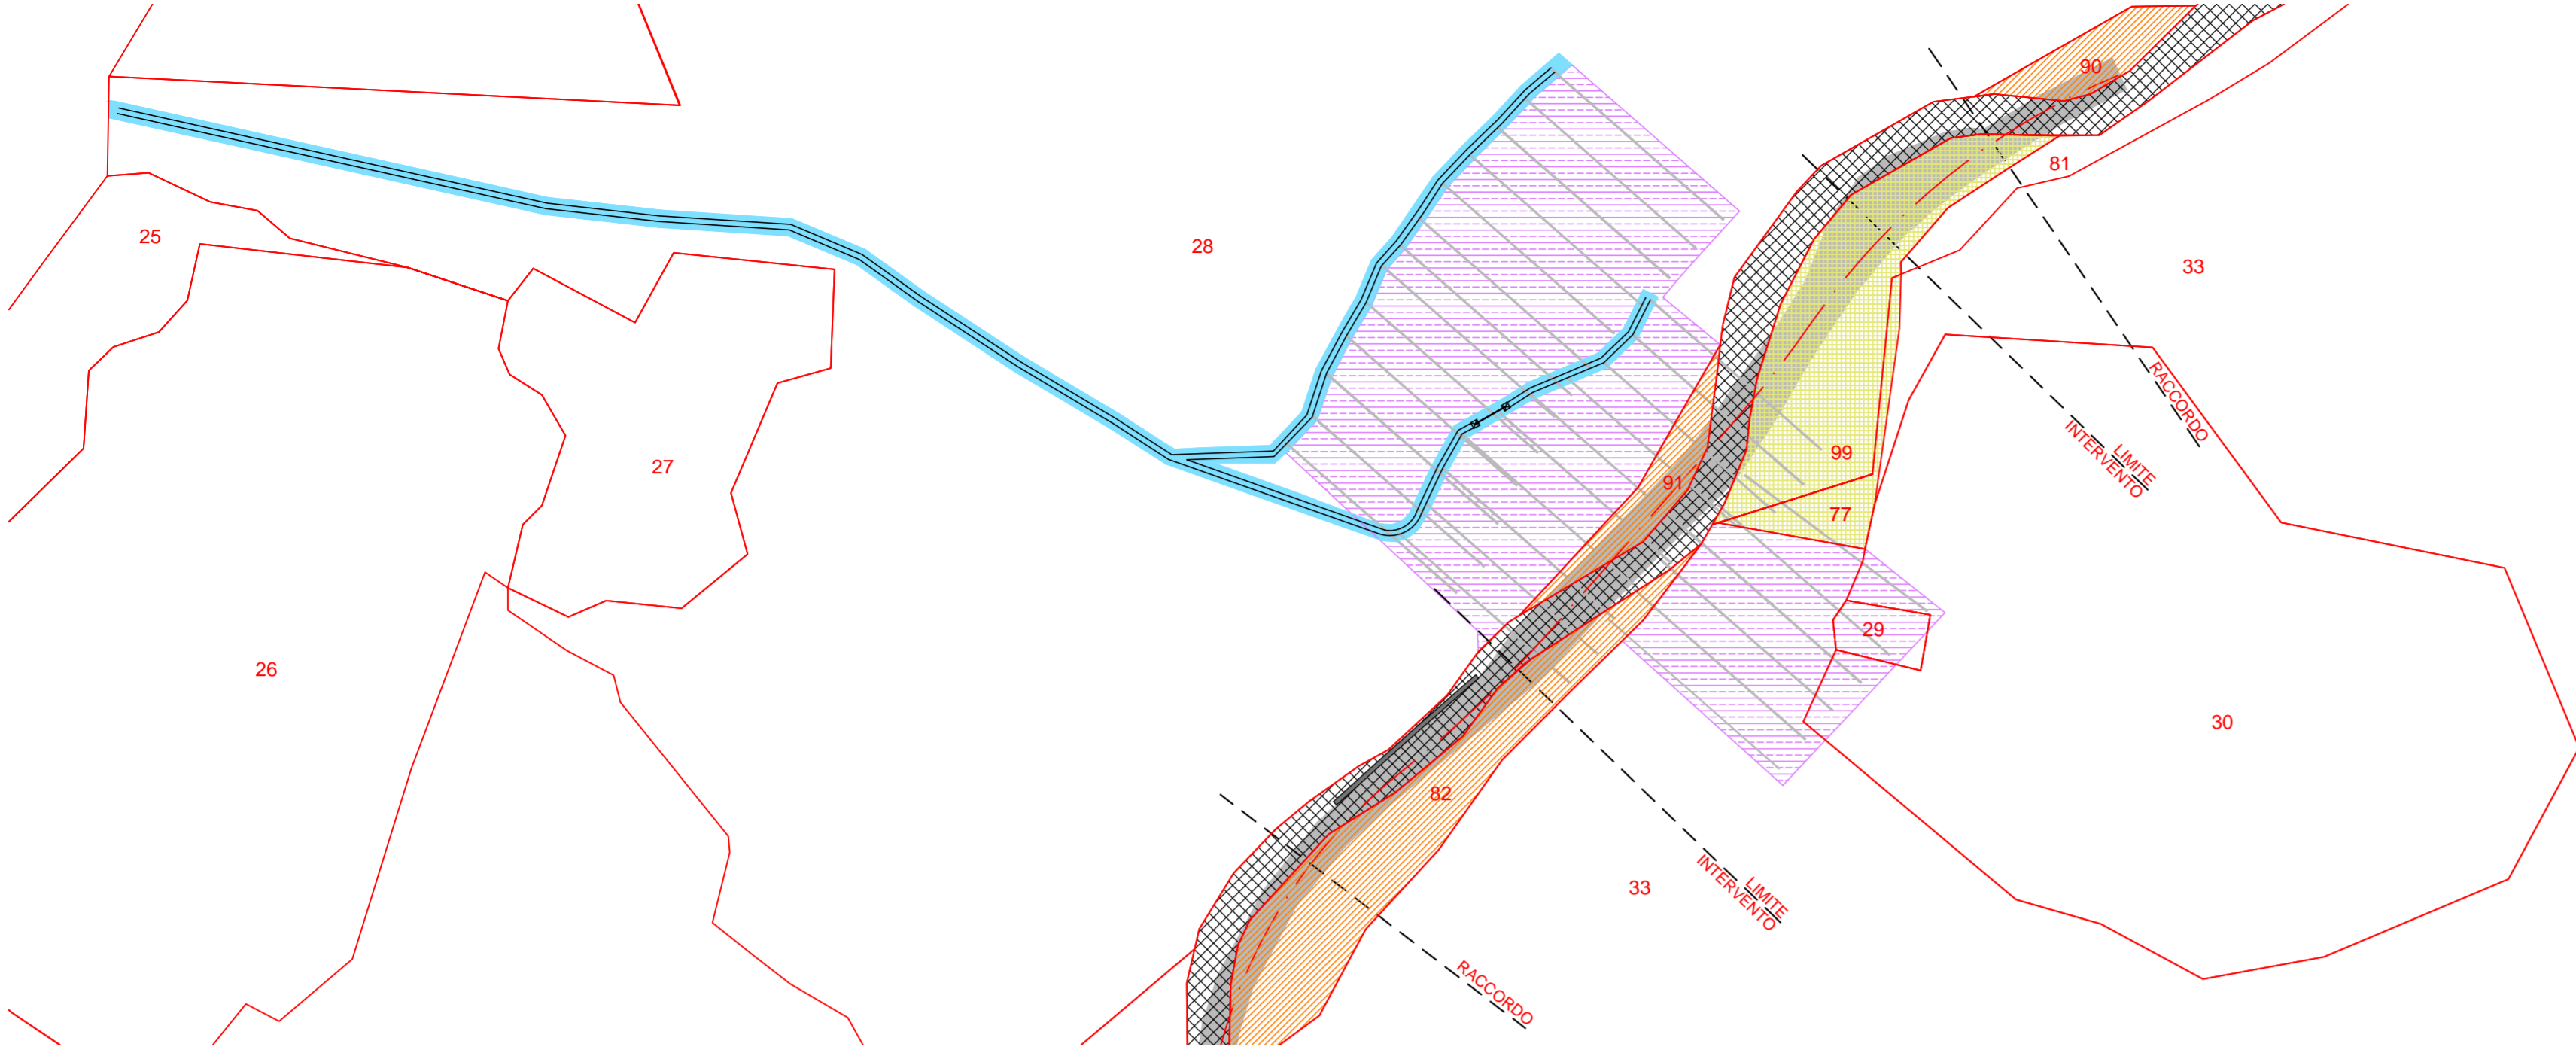 90
81
25
28
33
RACCORDO
LIMITE
INTERVENTO
99
27
91
77
29
26
30
82
33
LIMITE
INTERVENTO
RACCORDO